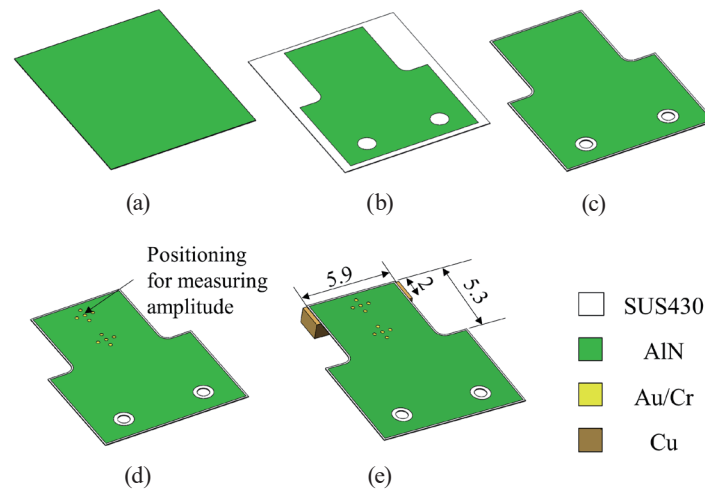 (a)
(b)
(c)
Positioning
for measuring
amplitude
5.9
2
5.3
SUS430
AlN
Au/Cr
Cu
(d)
(e)